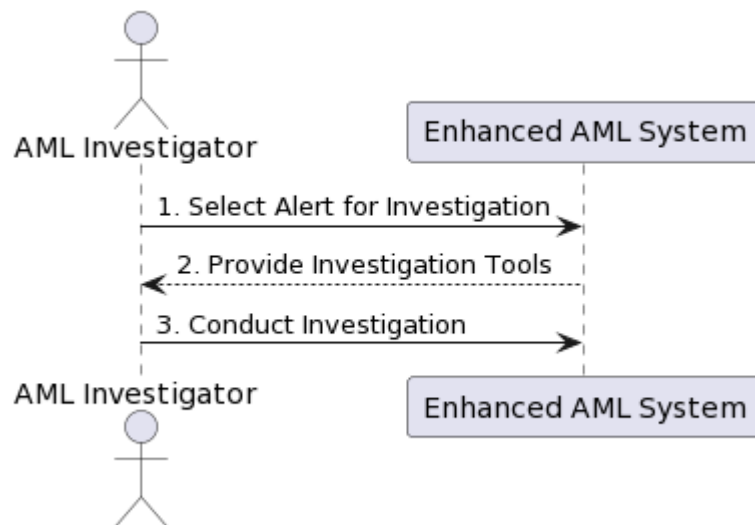 AML Investigator
Enhanced AML System
1. Select Alert for Investigation
2. Provide Investigation Tools
3. Conduct Investigation
AML Investigator
Enhanced AML System